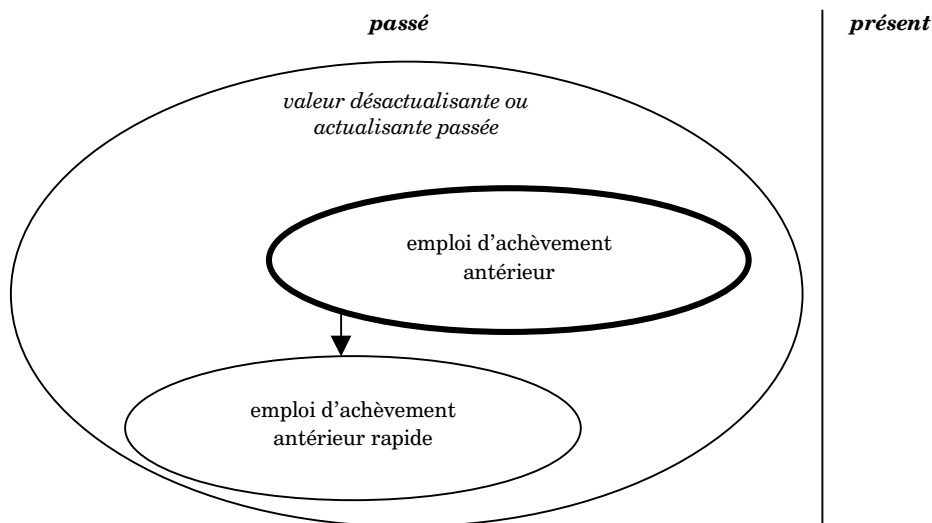 passé
présent
valeur désactualisante ou
actualisante passée
emploi d’achèvement
antérieur
emploi d’achèvement
antérieur rapide